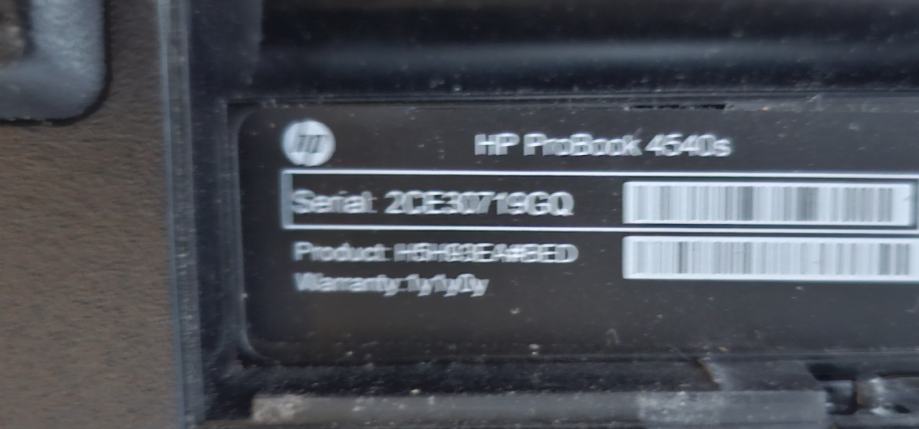 hp
HP ProBook 4540s
Serial: 2CE30719GQ
Product: H5H93EA#BED
Warranty: 1y1y0y